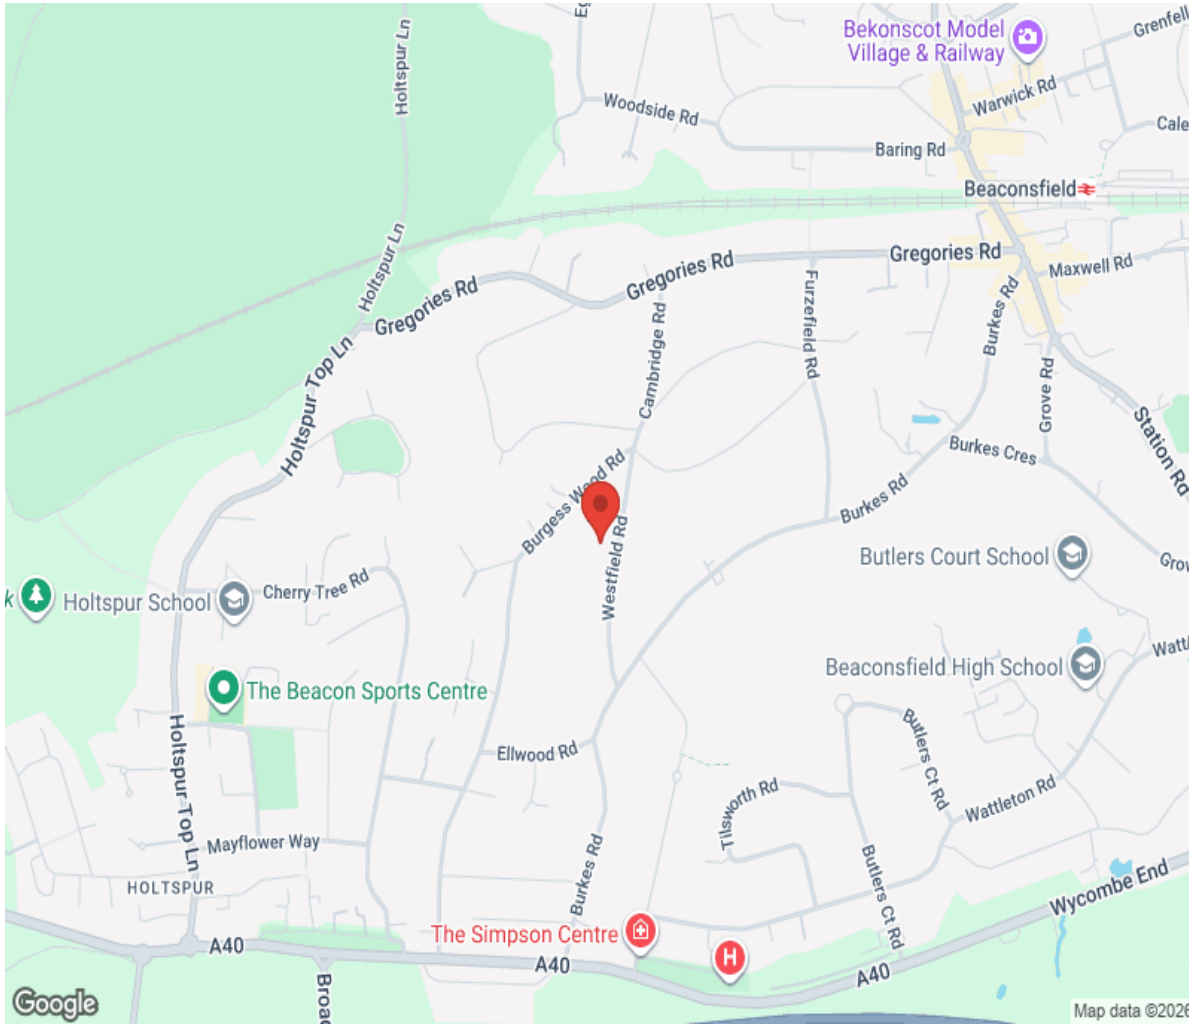 Bekonscot Model
Village & Railway
Grenfell
Warwick Rd
Holtspur Ln
Woodside Rd
Cale
Baring Rd
Beaconsfield
Holtspur Ln
Gregories Rd
Gregories Rd
Maxwell Rd
Gregories Rd
Furzefield Rd
Burkes Rd
Cambridge Rd
Holtspur Top Ln
Grove Rd
Station Rd
Burkes Cres
Burgess Wood Rd
Burkes Rd
Westfield Rd
Butlers Court School
Grov
Cherry Tree Rd
k
Holtspur School
Beaconsfield High School
Watt
The Beacon Sports Centre
Holtspur Top Ln
Butlers Ct Rd
Ellwood Rd
Tilsworth Rd
Wattleton Rd
Mayflower Way
Burkes Rd
Butlers Ct Rd
HOLTSPUR
Wycombe End
The Simpson Centre
H
A40
A40
A40
Broad
Google
Map data ©2026